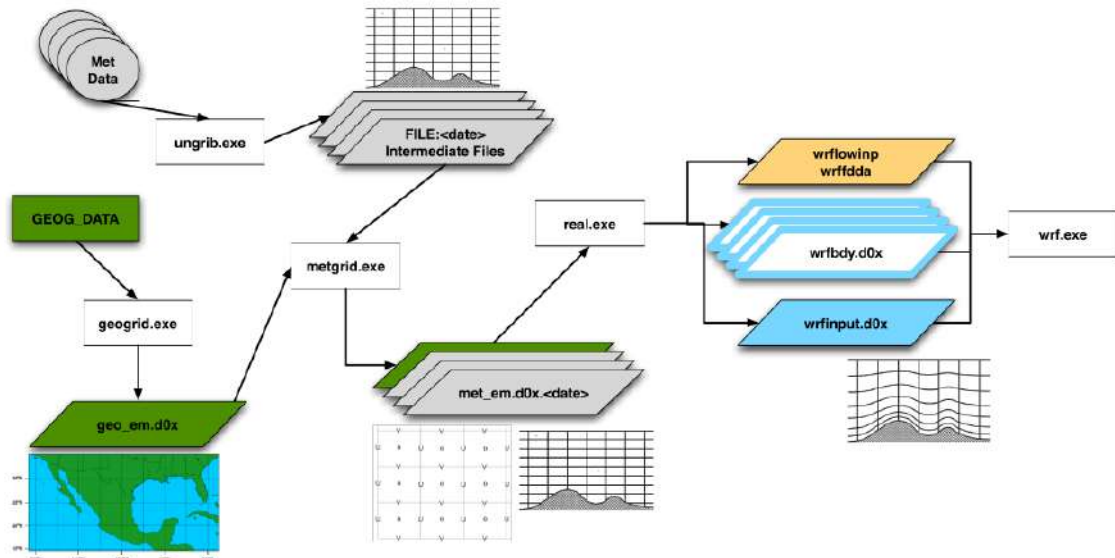 Met
Data
ungrib.exe
FILE:<date>
Intermediate Files
GEOG_DATA
geogrid.exe
geo_em.d0x
metgrid.exe
met_em.d0x.<date>
real.exe
wrflowinp
wrffdda
wrfbdy.d0x
wrfinput.d0x
wrf.exe